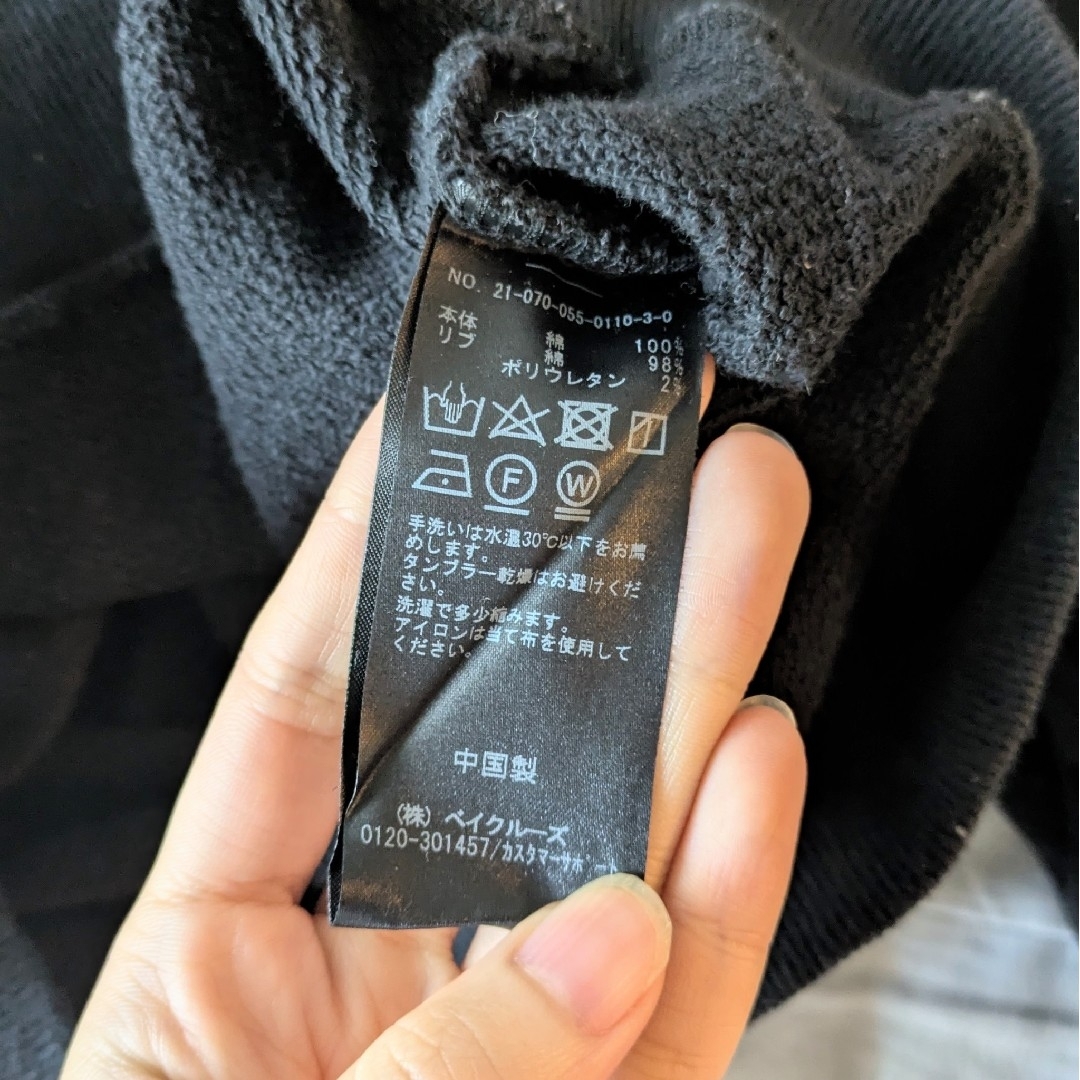 NO. 21-070-055-0110-3-0
本体 綿 100%
リブ 綿 98%
ポリウレタン 2%
F W
手洗いは水温30℃以下をお薦
めします。
タンブラー乾燥はお避けくだ
さい。
洗濯で多少縮みます。
アイロンは当て布を使用して
ください。
中国製
(株) ベイクルーズ
0120-301457/カスタマーサポート